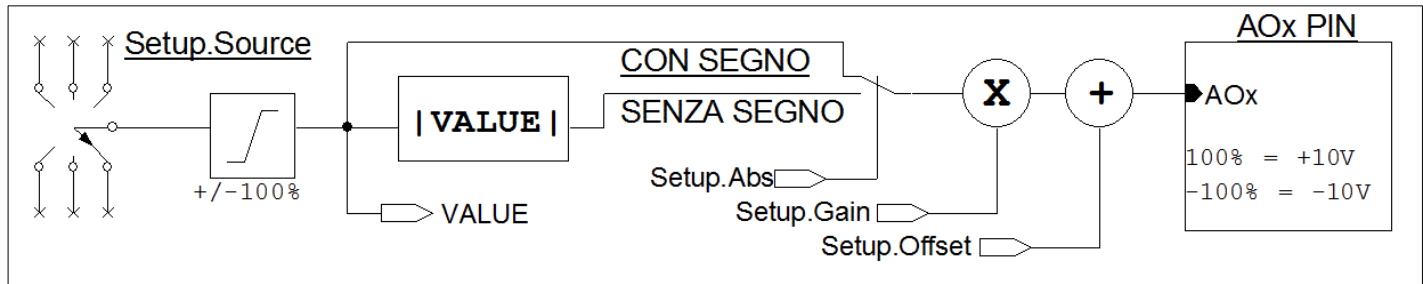 Setup.Source
AOx PIN
CON SEGNO
|VALUE|
SENZA SEGNO
X
+
AOx
+/-100%
100% = +10V
-100% = -10V
Setup.Abs
VALUE
Setup.Gain
Setup.Offset